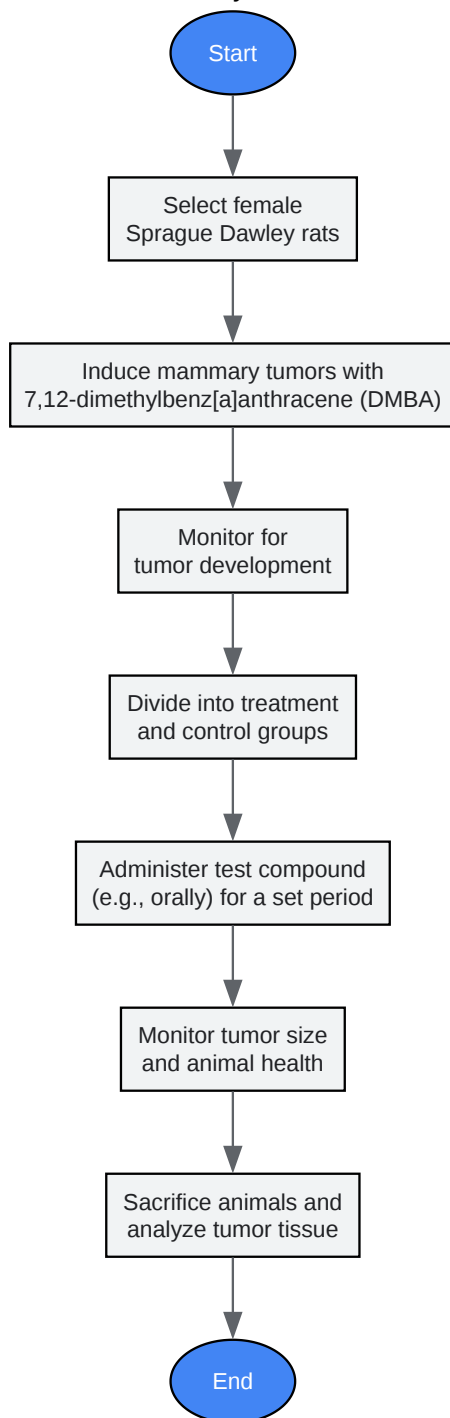 Start
Select female
Sprague Dawley rats
Induce mammary tumors with
7,12-dimethylbenz[a]anthracene (DMBA)
Monitor for
tumor development
Divide into treatment
and control groups
Administer test compound
(e.g., orally) for a set period
Monitor tumor size
and animal health
Sacrifice animals and
analyze tumor tissue
End